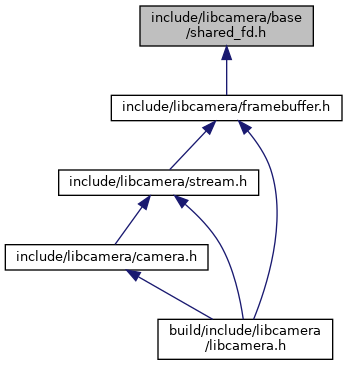 include/libcamera/base
/shared_fd.h
include/libcamera/framebuffer.h
include/libcamera/stream.h
include/libcamera/camera.h
build/include/libcamera
/libcamera.h